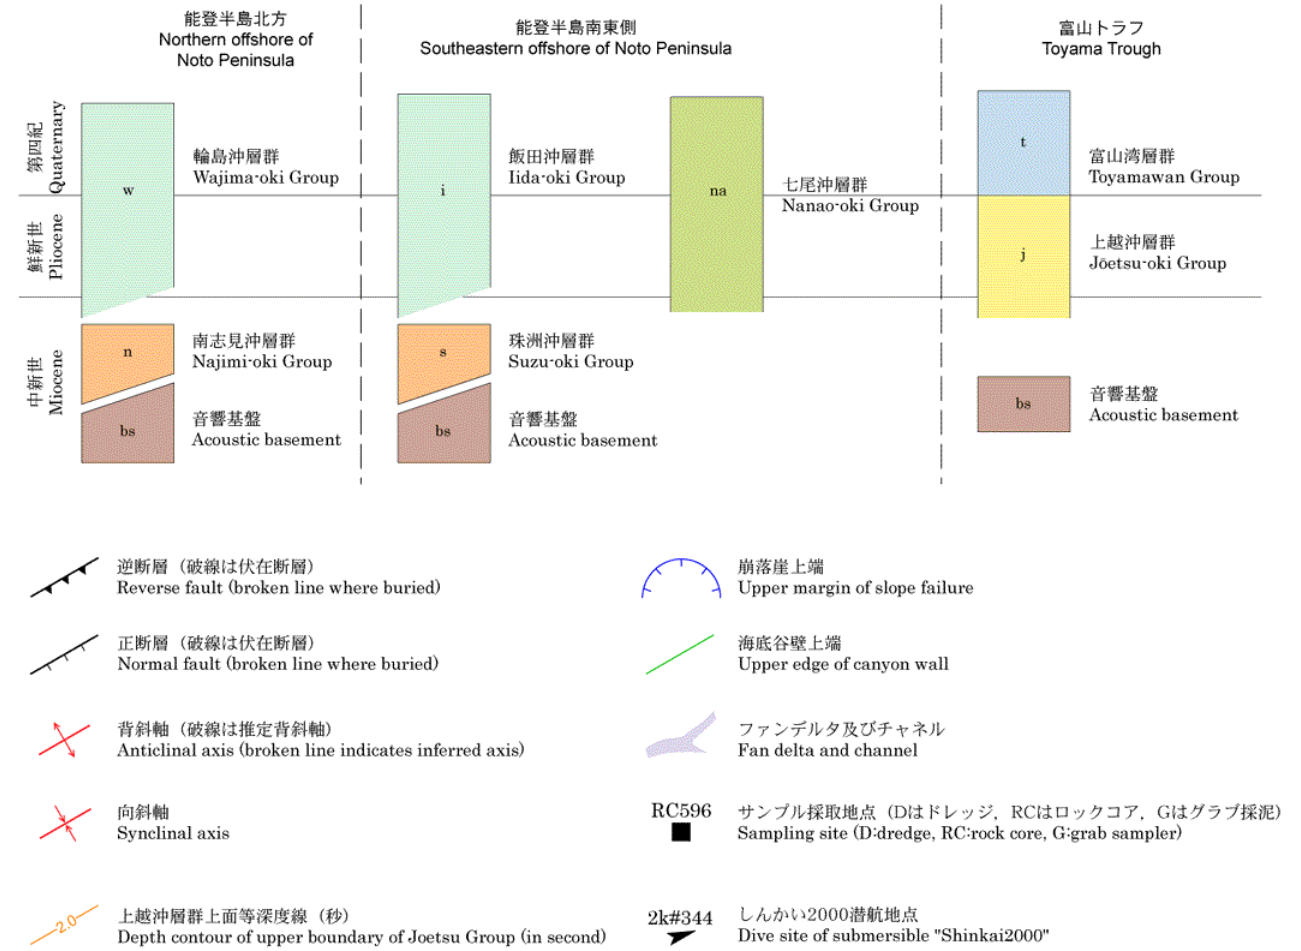 能登半島北方
Northern offshore of
Noto Peninsula
能登半島南東側
Southeastern offshore of Noto Peninsula
富山トラフ
Toyama Trough
第四紀
Quaternary
鮮新世
Pliocene
中新世
Miocene
w
輪島沖層群
Wajima-oki Group
n
南志見沖層群
Najimi-oki Group
bs
音響基盤
Acoustic basement
i
飯田沖層群
Iida-oki Group
s
珠洲沖層群
Suzu-oki Group
bs
音響基盤
Acoustic basement
na
七尾沖層群
Nanao-oki Group
t
富山湾層群
Toyamawan Group
j
上越沖層群
Jōetsu-oki Group
bs
音響基盤
Acoustic basement
逆断層（破線は伏在断層）
Reverse fault (broken line where buried)
正断層（破線は伏在断層）
Normal fault (broken line where buried)
背斜軸（破線は推定背斜軸）
Anticlinal axis (broken line indicates inferred axis)
向斜軸
Synclinal axis
2.0
上越沖層群上面等深度線（秒）
Depth contour of upper boundary of Joetsu Group (in second)
崩落崖上端
Upper margin of slope failure
海底谷壁上端
Upper edge of canyon wall
ファンデルタ及びチャネル
Fan delta and channel
RC596
サンプル採取地点（Dはドレッジ，RCはロックコア，Gはグラブ採泥）
Sampling site (D:dredge, RC:rock core, G:grab sampler)
2k#344
しんかい2000潜航地点
Dive site of submersible "Shinkai2000"